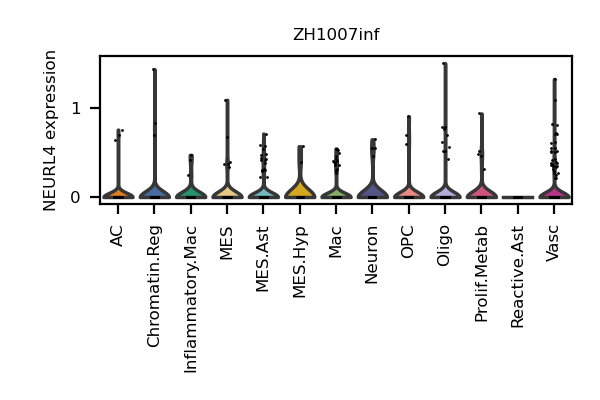 ZH1007inf
NEURL4 expression
1
0
AC
Chromatin.Reg
Inflammatory.Mac
MES
MES.Ast
MES.Hyp
Mac
Neuron
OPC
Oligo
Prolif.Metab
Reactive.Ast
Vasc